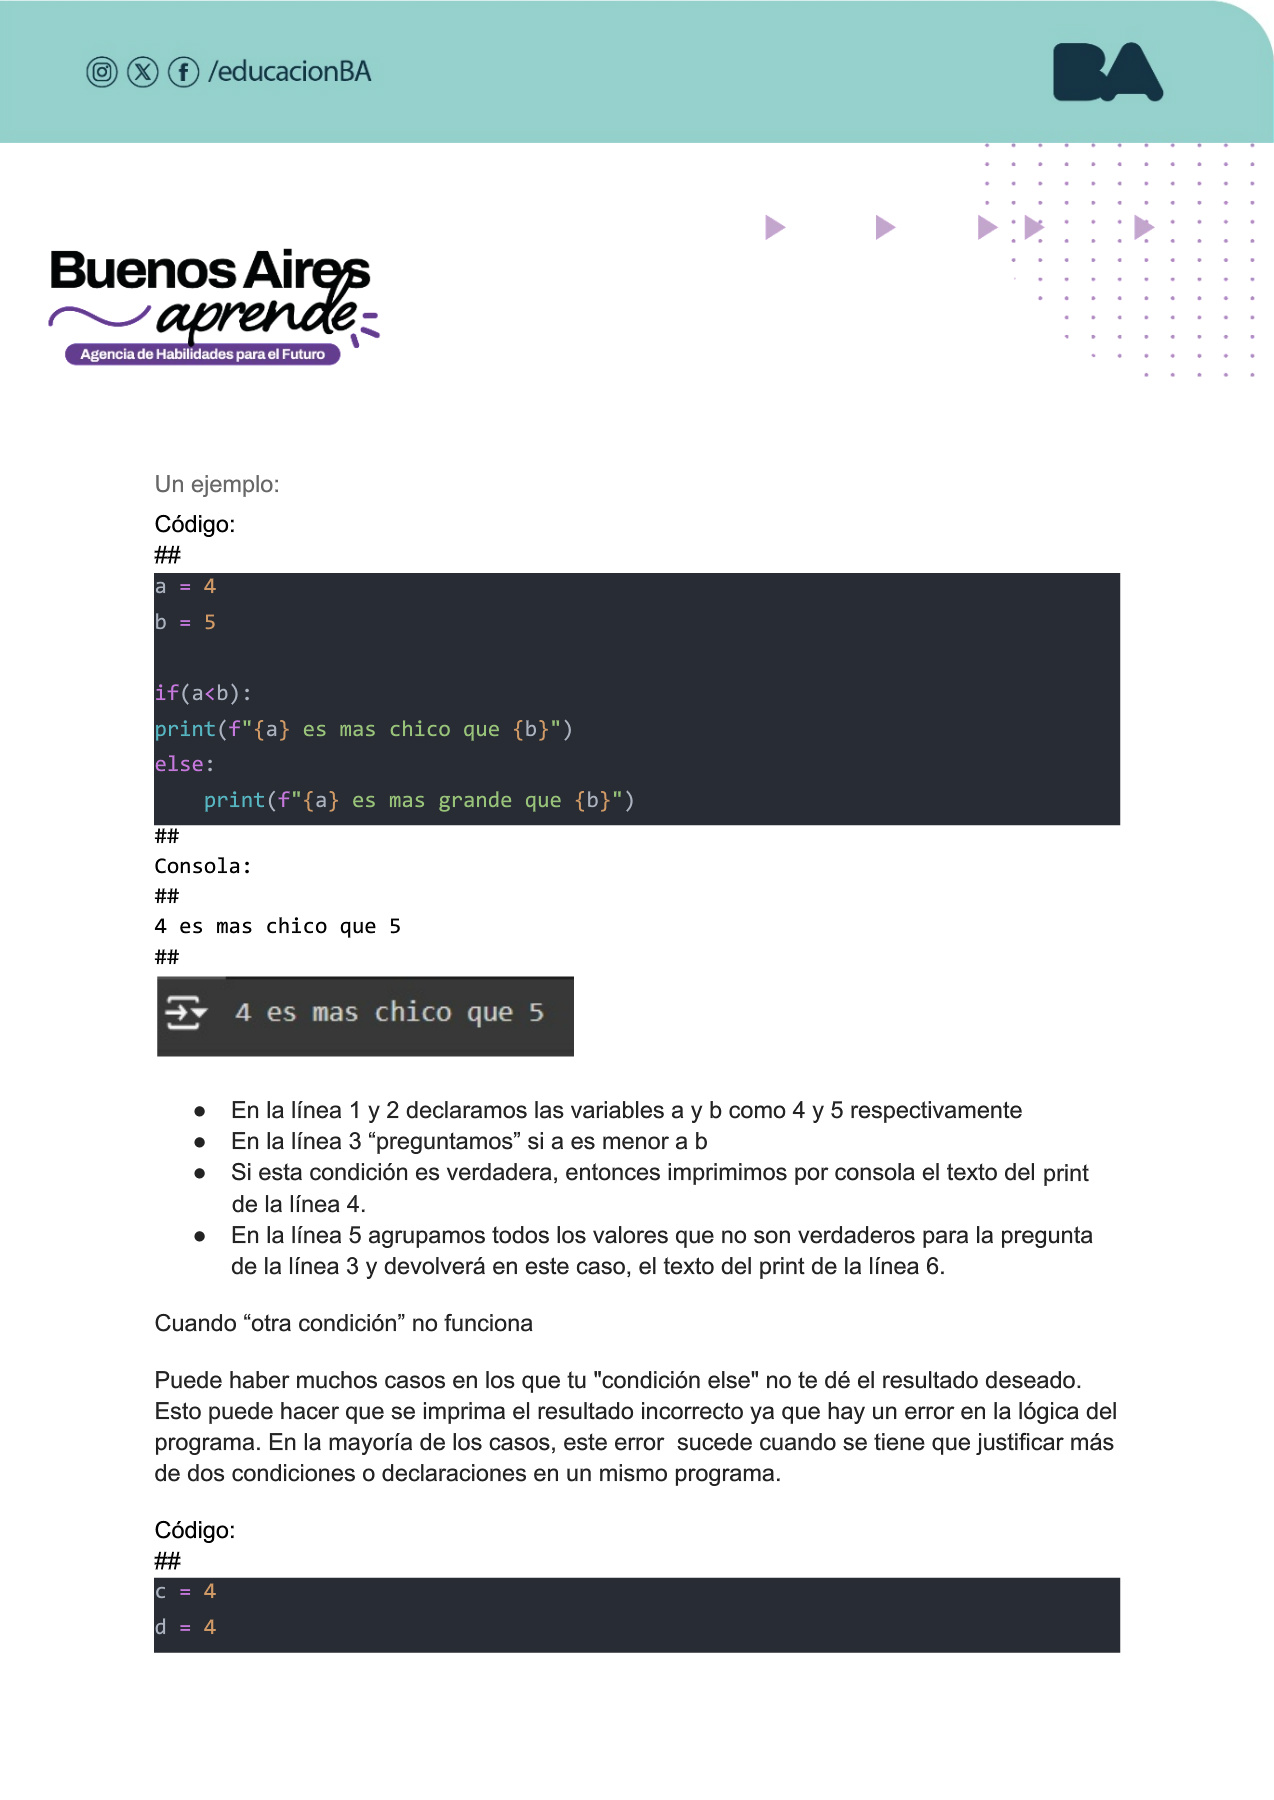 /educacionBA
BA
Buenos Aires
aprende
Agencia de Habilidades para el Futuro
Un ejemplo:
Código:
##
a = 4
b = 5
if(a<b):
print(f"{a} es mas chico que {b}")
else:
    print(f"{a} es mas grande que {b}")
##
Consola:
##
4 es mas chico que 5
##
4 es mas chico que 5
● En la línea 1 y 2 declaramos las variables a y b como 4 y 5 respectivamente
● En la línea 3 “preguntamos” si a es menor a b
● Si esta condición es verdadera, entonces imprimimos por consola el texto del print
de la línea 4.
● En la línea 5 agrupamos todos los valores que no son verdaderos para la pregunta
de la línea 3 y devolverá en este caso, el texto del print de la línea 6.
Cuando “otra condición” no funciona
Puede haber muchos casos en los que tu "condición else" no te dé el resultado deseado.
Esto puede hacer que se imprima el resultado incorrecto ya que hay un error en la lógica del
programa. En la mayoría de los casos, este error  sucede cuando se tiene que justificar más
de dos condiciones o declaraciones en un mismo programa.
Código:
##
c = 4
d = 4